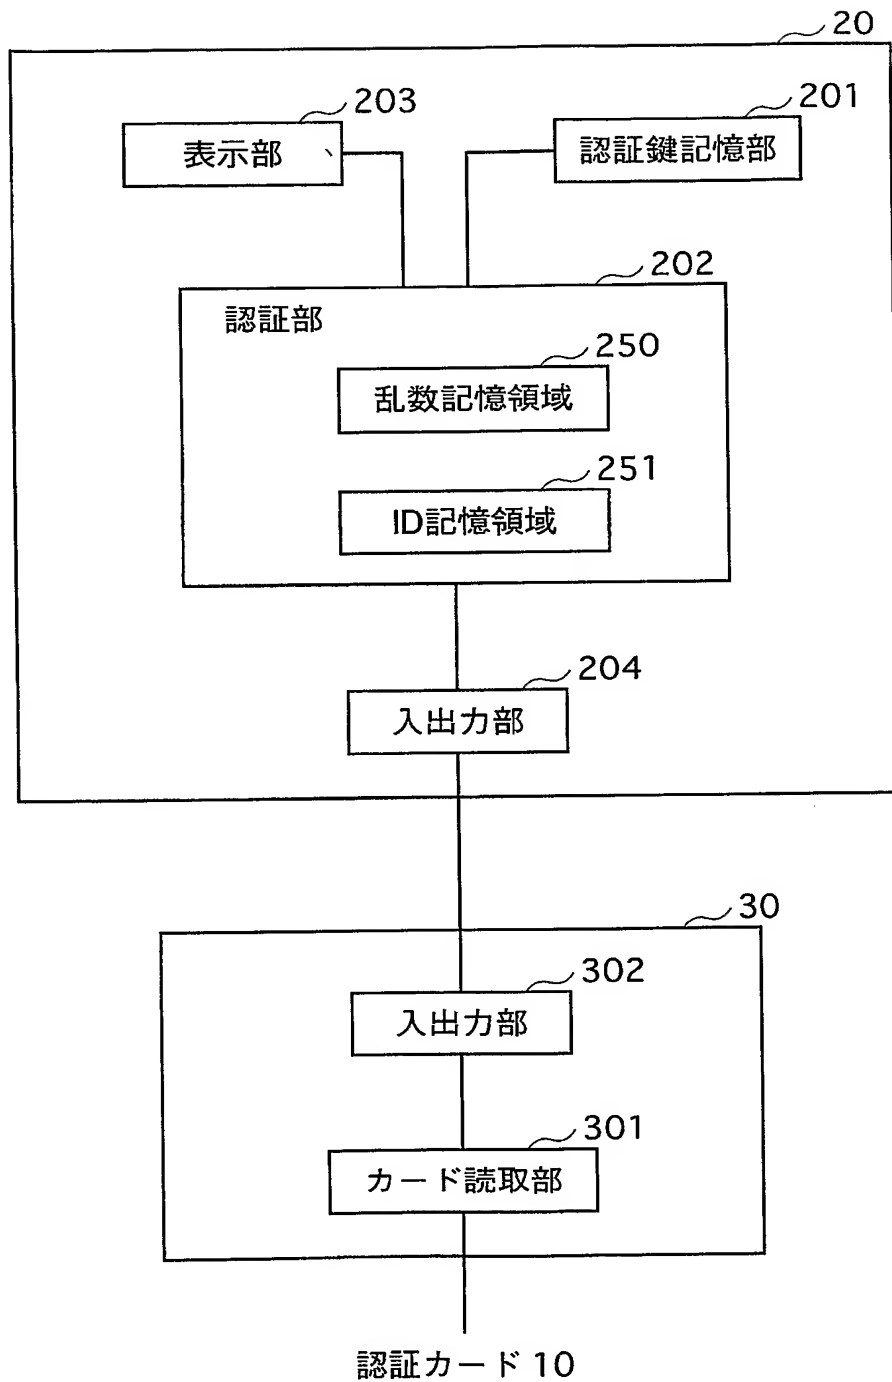 20
203
201
表示部
認証鍵記憶部
202
認証部
250
乱数記憶領域
251
ID記憶領域
204
入出力部
30
302
入出力部
301
カード読取部
認証カード 10